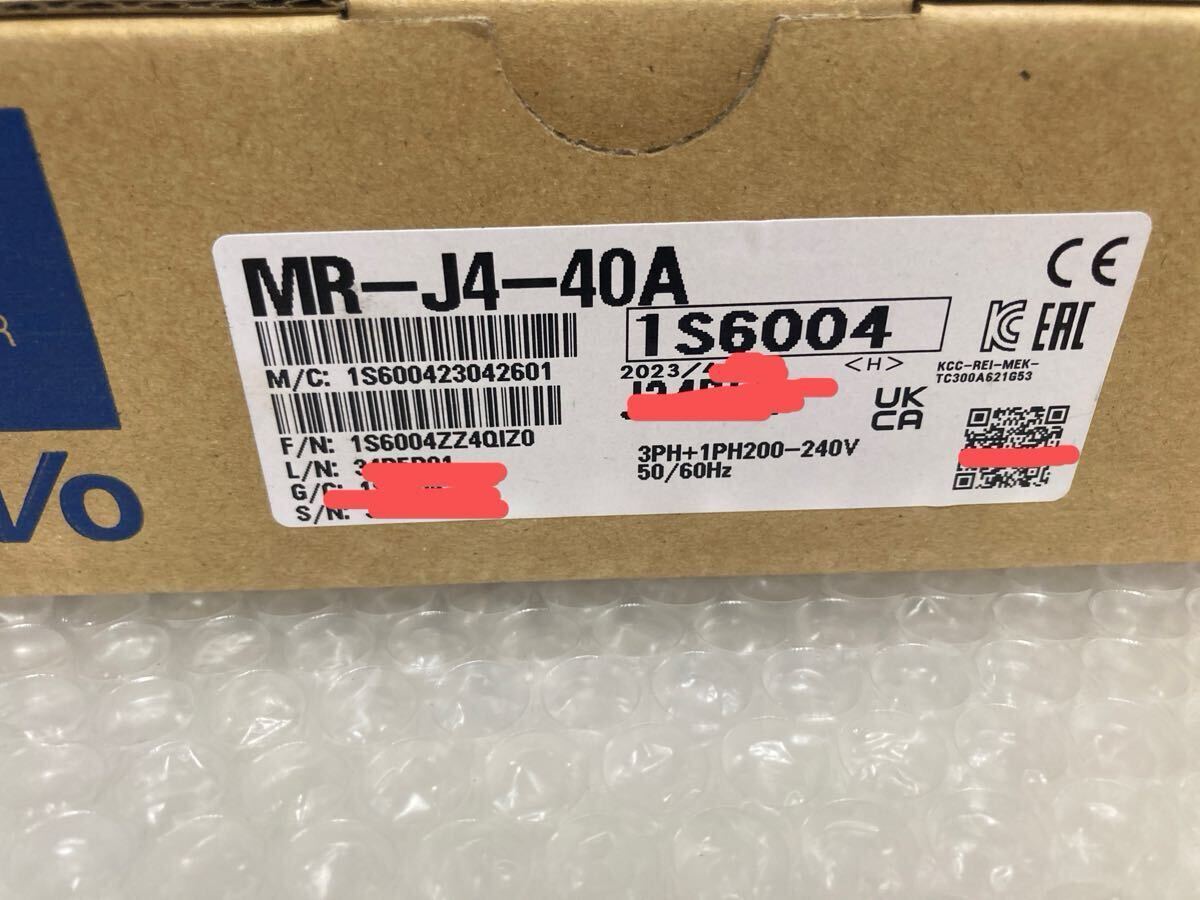 MR-J4-40A
1S6004
CE
EAC
<H>
KCC-REI-MEK-
TC300A621G53
M/C: 1S600423042601
2023/
UK
CA
F/N: 1S6004ZZ4QIZ0
3PH+1PH200-240V
50/60Hz
L/N:
G/C:
S/N:
R
Vo